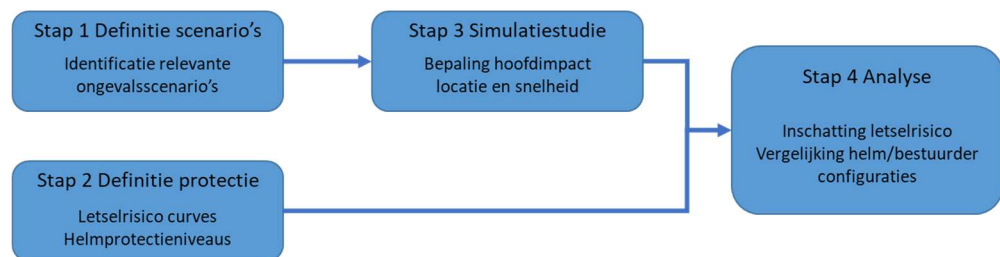 Stap 1 Definitie scenario's
Identificatie relevante
ongevalsscenario's
Stap 3 Simulatiestudie
Bepaling hoofdimpact
locatie en snelheid
Stap 4 Analyse
Inschatting letselrisico
Vergelijking helm/bestuurder
configuraties
Stap 2 Definitie protectie
Letselrisico curves
Helmprotectieniveaus